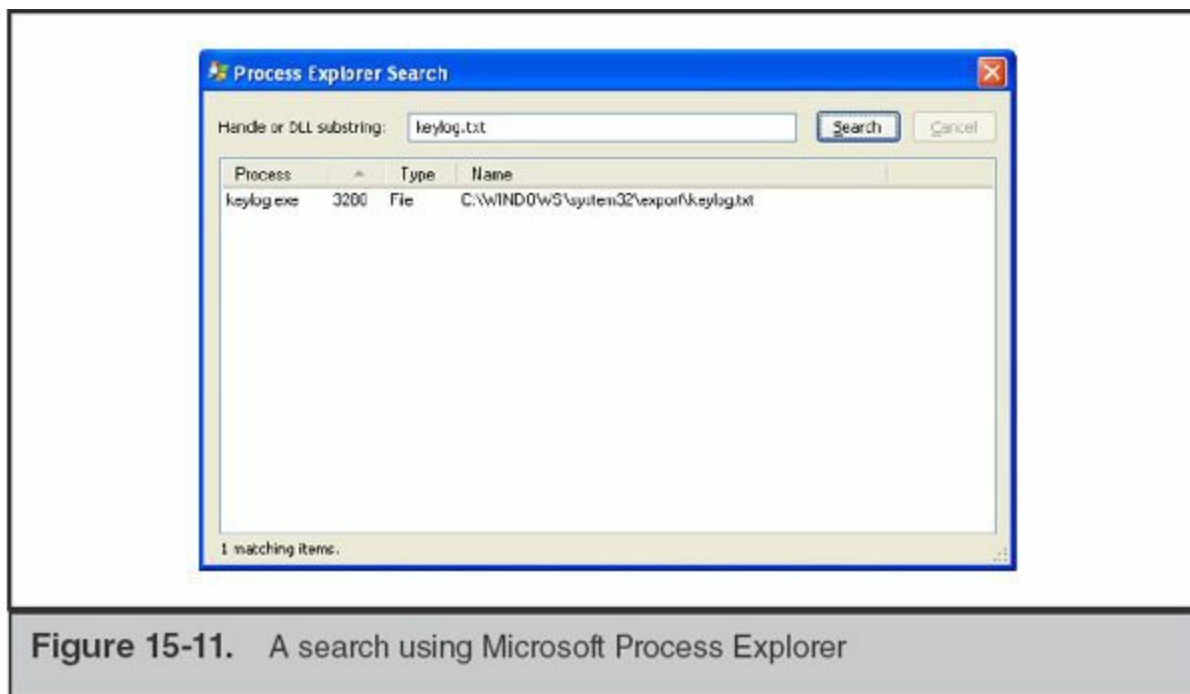 Process Explorer Search
Handle or DLL substring: keylog.txt Search Cancel
Process Type Name
keylog.exe 3280 File C:\WINDOWS\system32\export\keylog.txt
1 matching items.
Figure 15-11. A search using Microsoft Process Explorer